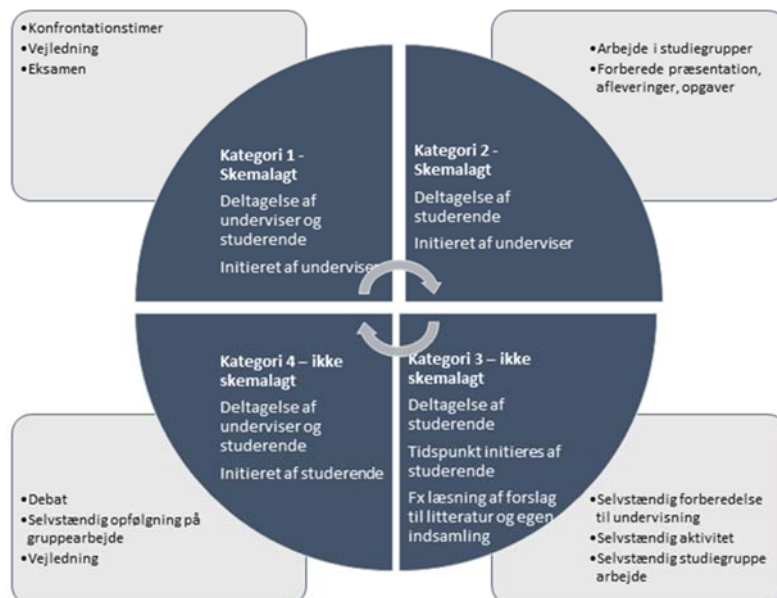 •Konfrontationstimer
•Vejledning
•Eksamen
•Arbejde i studiegrupper
•Forberede præsentation,
afleveringer, opgaver
Kategori 1 -
Skemalagt
Deltagelse af
underviser og
studerende
Initieret af underviser
Kategori 2 -
Skemalagt
Deltagelse af
studerende
Initieret af underviser
Kategori 4 – ikke
skemalagt
Deltagelse af
underviser og
studerende
Initieret af studerende
Kategori 3 – ikke
skemalagt
Deltagelse af
studerende
Tidspunkt initieres af
studerende
Fx læsning af forslag
til litteratur og egen
indsamling
•Debat
•Selvstændig opfølgning på
gruppearbejde
•Vejledning
•Selvstændig forberedelse
til undervisning
•Selvstændig aktivitet
•Selvstændig studiegruppe
arbejde